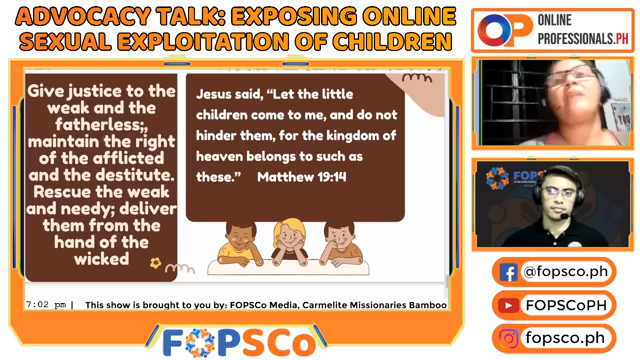 ADVOCACY TALK: EXPOSING ONLINE
SEXUAL EXPLOITATION OF CHILDREN
OP
ONLINE
PROFESSIONALS.PH
Give justice to the
weak and the
fatherless;,
maintain the right
of the afflicted
and the destitute.
Rescue the weak
and needy; deliver
them from the
hand of the
wicked
Jesus said, “Let the little
children come to me, and do not
hinder them, for the kingdom of
heaven belongs to such as
these.” Matthew 19:14
FOPSCO
@fopsco.ph
FOPSCoPH
fopsco.ph
7:02 pm | This show is brought to you by: FOPSCo Media, Carmelite Missionaries Bamboo
FOPSCo